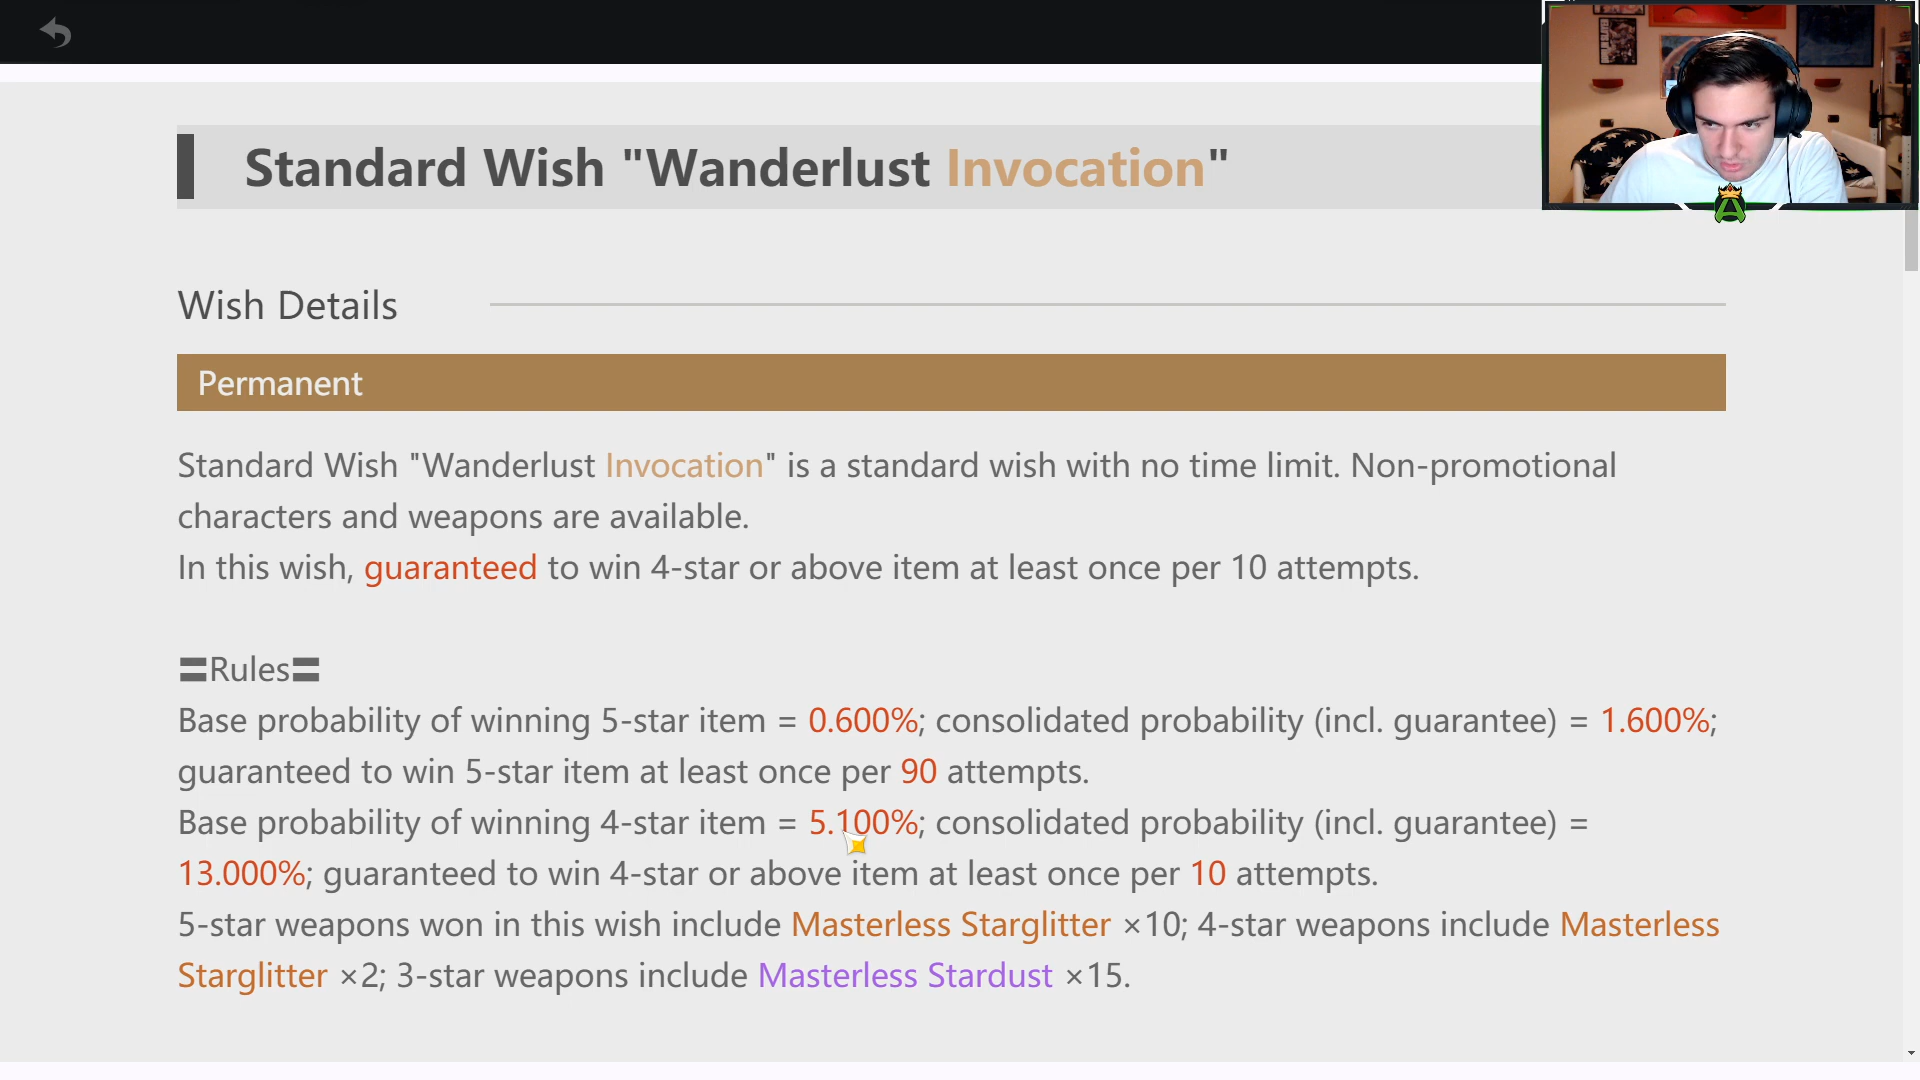 Standard Wish "Wanderlust Invocation"
Wish Details
Permanent
Standard Wish "Wanderlust Invocation" is a standard wish with no time limit. Non-promotional
characters and weapons are available.
In this wish, guaranteed to win 4-star or above item at least once per 10 attempts.
〓Rules〓
Base probability of winning 5-star item = 0.600%; consolidated probability (incl. guarantee) = 1.600%;
guaranteed to win 5-star item at least once per 90 attempts.
Base probability of winning 4-star item = 5.100%; consolidated probability (incl. guarantee) =
13.000%; guaranteed to win 4-star or above item at least once per 10 attempts.
5-star weapons won in this wish include Masterless Starglitter ×10; 4-star weapons include Masterless
Starglitter ×2; 3-star weapons include Masterless Stardust ×15.